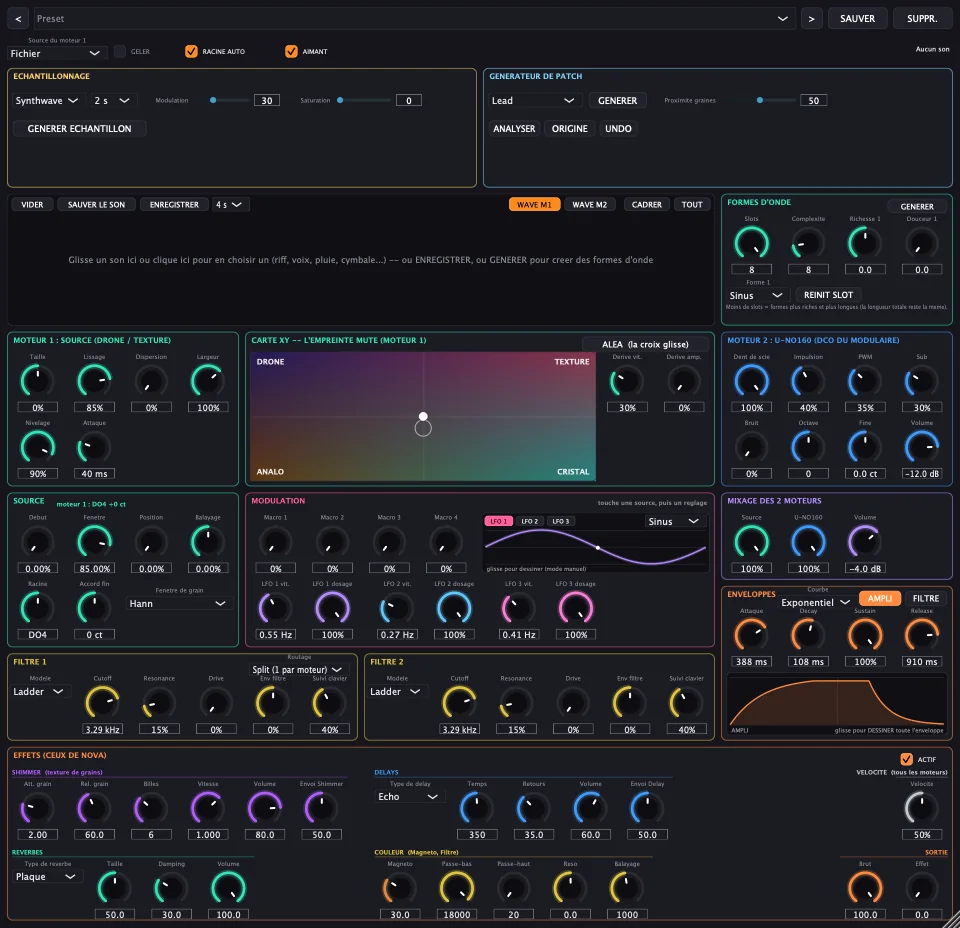 <
Preset
>
SAUVER
SUPPR.
Source du moteur 1
Fichier
GELER
RACINE AUTO
AIMANT
Aucun son
ECHANTILLONNAGE
Synthwave
2 s
Modulation
30
Saturation
0
GENERER ECHANTILLON
GENERATEUR DE PATCH
Lead
GENERER
Proximite graines
50
ANALYSER
ORIGINE
UNDO
VIDER
SAUVER LE SON
ENREGISTRER
4 s
WAVE M1
WAVE M2
CADRER
TOUT
Glisse un son ici ou clique ici pour en choisir un (riff, voix, pluie, cymbale...) -- ou ENREGISTRER, ou GENERER pour creer des formes d'onde
FORMES D'ONDE
GENERER
Slots Complexite Richesse 1 Douceur 1
8 8 0.0 0.0
Forme 1
Sinus
REINIT SLOT
Moins de slots = formes plus riches et plus longues (la longueur totale reste la meme).
MOTEUR 1 : SOURCE (DRONE / TEXTURE)
Taille Lissage Dispersion Largeur
0% 85% 0% 100%
Nivelage Attaque
90% 40 ms
CARTE XY -- L'EMPREINTE MUTE (MOTEUR 1)
ALEA (la croix glisse)
DRONE
TEXTURE
ANALO
CRISTAL
Derive vit. Derive amp.
30% 0%
MOTEUR 2 : U-NO160 (DCO DU MODULAIRE)
Dent de scie Impulsion PWM Sub
100% 40% 35% 30%
Bruit Octave Fine Volume
0% 0 0.0 ct -12.0 dB
SOURCE
moteur 1 : DO4 +0 ct
Debut Fenetre Position Balayage
0.00% 85.00% 0.00% 0.00%
Racine Accord fin
DO4 0 ct
Fenetre de grain
Hann
MODULATION
touche une source, puis un reglage
Macro 1 Macro 2 Macro 3 Macro 4
0% 0% 0% 0%
LFO 1 LFO 2 LFO 3
Sinus
glisse pour dessiner (mode manuel)
LFO 1 vit. LFO 1 dosage LFO 2 vit. LFO 2 dosage LFO 3 vit. LFO 3 dosage
0.55 Hz 100% 0.27 Hz 100% 0.41 Hz 100%
MIXAGE DES 2 MOTEURS
Source U-NO160 Volume
100% 100% -4.0 dB
ENVELOPPES
Courbe
Exponentiel
AMPLI
FILTRE
Attaque Decay Sustain Release
388 ms 108 ms 100% 910 ms
AMPLI
glisse pour DESSINER toute l'enveloppe
FILTRE 1
Routage
Split (1 par moteur)
Modele Cutoff Resonance Drive Env filtre Suivi clavier
Ladder
3.29 kHz 15% 0% 0% 40%
FILTRE 2
Modele Cutoff Resonance Drive Env filtre Suivi clavier
Ladder
3.29 kHz 15% 0% 0% 40%
EFFETS (CEUX DE NOVA)
ACTIF
SHIMMER (texture de grains)
Att. grain Rel. grain Billes Vitesse Volume Envoi Shimmer
2.00 60.0 6 1.000 80.0 50.0
DELAYS
Type de delay Temps Retours Volume Envoi Delay
Echo
350 35.0 60.0 50.0
VELOCITE (tous les moteurs)
Velocite
50%
REVERBES
Type de reverbe Taille Damping Volume
Plaque
50.0 30.0 100.0
COULEUR (Magneto, Filtre)
Magneto Passe-bas Passe-haut Reso Balayage
30.0 18000 20 0.0 1000
SORTIE
Brut Effet
100.0 0.0